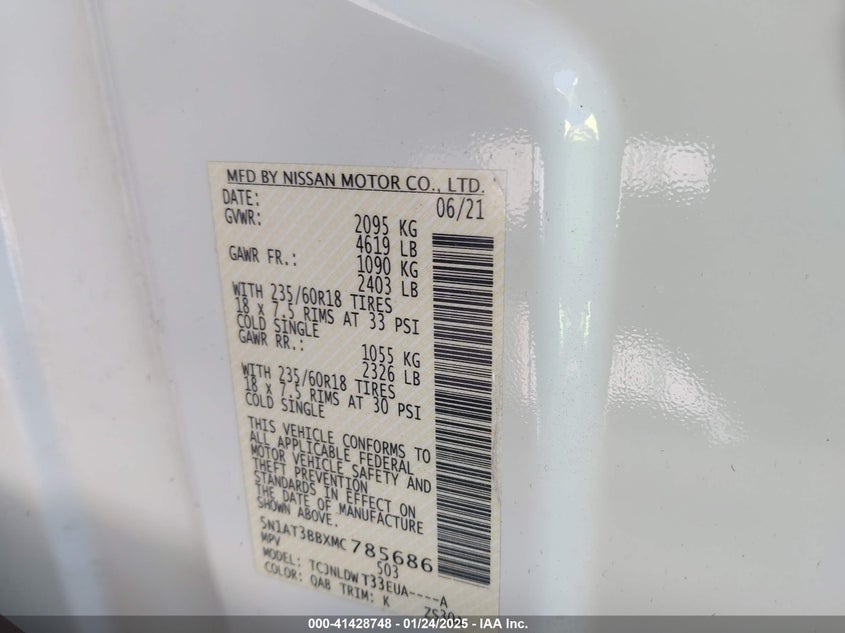 MFD BY NISSAN MOTOR CO., LTD.
DATE: 06/21
GVWR: 2095 KG
4619 LB
GAWR FR.: 1090 KG
2403 LB
WITH 235/60R18 TIRES
18 X 7.5 RIMS AT 33 PSI
COLD SINGLE
GAWR RR.: 1055 KG
2326 LB
WITH 235/60R18 TIRES
18 X 7.5 RIMS AT 30 PSI
COLD SINGLE
THIS VEHICLE CONFORMS TO
ALL APPLICABLE FEDERAL
MOTOR VEHICLE SAFETY AND
THEFT PREVENTION
STANDARDS IN EFFECT ON
THE DATE OF MANUFACTURE
SHOWN ABOVE.
5N1AT3BBXMC785686
MPV 503
MODEL: TCJNLDWT33EUA----A
COLOR: QAB TRIM: K
000-41428748 - 01/24/2025 - IAA Inc.